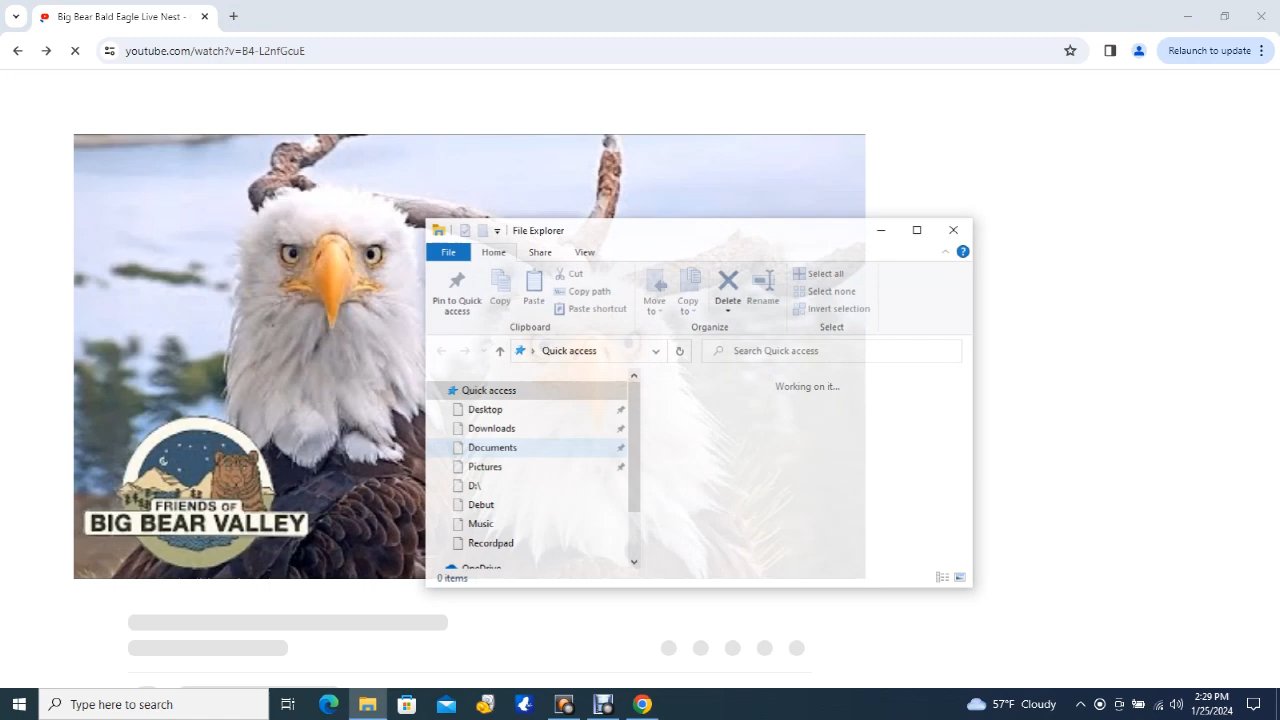 Big Bear Bald Eagle Live Nest -
youtube.com/watch?v=B4-L2nfGcuE
Relaunch to update
File Explorer
File Home Share View
Pin to Quick access
Copy
Paste
Cut
Copy path
Paste shortcut
Clipboard
Move to
Copy to
Delete
Rename
Organize
Select all
Select none
Invert selection
Select
Quick access
Search Quick access
Working on it...
Quick access
Desktop
Downloads
Documents
Pictures
D:\
Debut
Music
Recordpad
OneDrive
0 items
FRIENDS OF
BIG BEAR VALLEY
Type here to search
57°F Cloudy
2:29 PM
1/25/2024